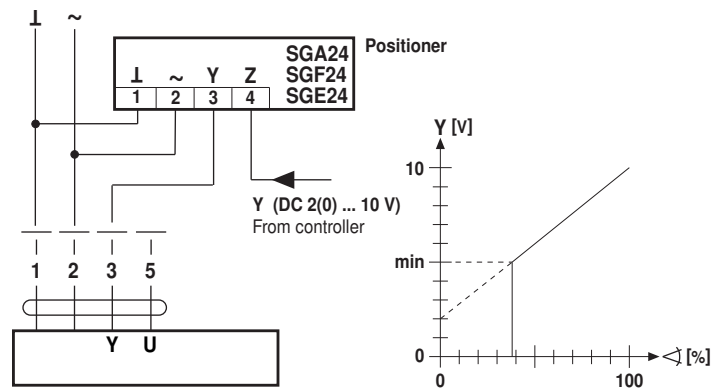 ⊥ ~
Positioner
SGA24
SGF24
SGE24
⊥ ~ Y Z
1 2 3 4
Y (DC 2(0) ... 10 V)
From controller
1 2 3 5
Y U
Y [V]
10
min
0
0 100
[%]